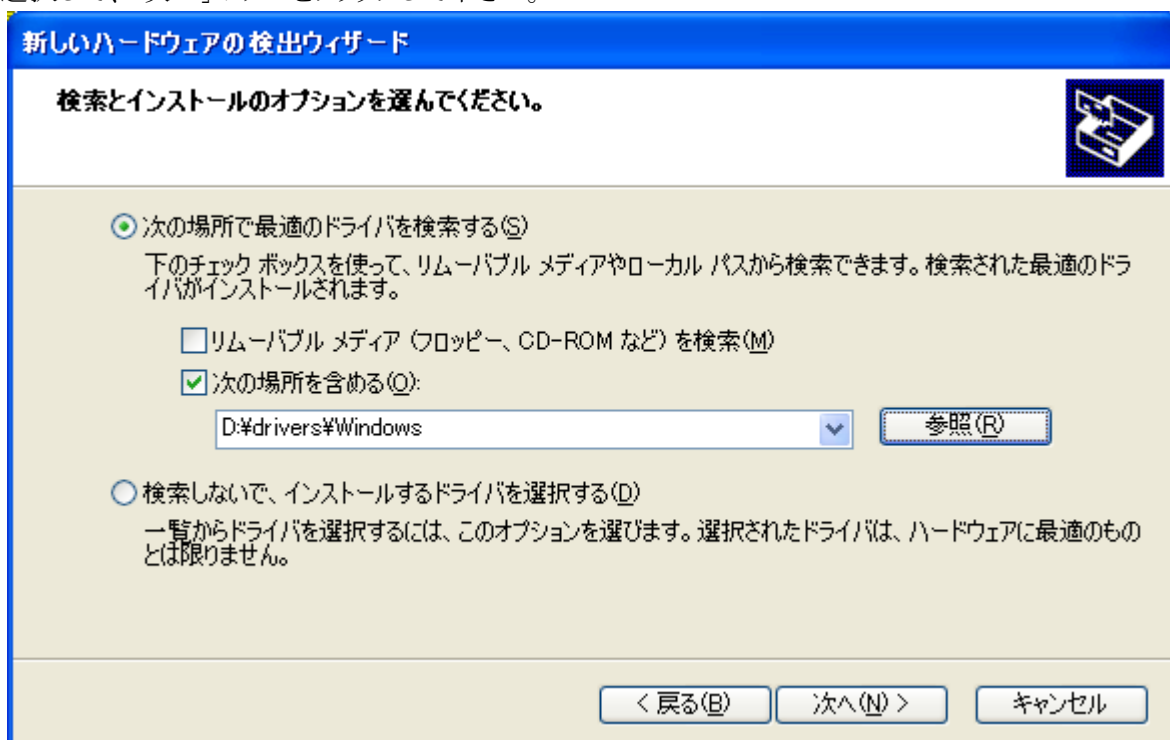 新しいハードウェアの検出ウィザード
検索とインストールのオプションを選んでください。
次の場所で最適のドライバを検索する(S)
下のチェック ボックスを使って、リムーバブル メディアやローカル パスから検索できます。検索された最適のドラ
イバがインストールされます。
リムーバブル メディア (フロッピー、CD-ROM など) を検索(M)
次の場所を含める(O):
D:¥drivers¥Windows
参照(R)
検索しないで、インストールするドライバを選択する(D)
一覧からドライバを選択するには、このオプションを選びます。選択されたドライバは、ハードウェアに最適のもの
とは限りません。
< 戻る(B)
次へ(N) >
キャンセル